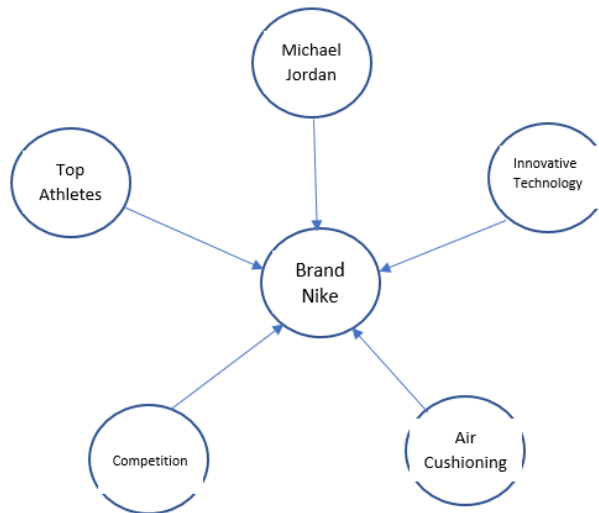 Michael
Jordan
Top
Athletes
Innovative
Technology
Brand
Nike
Competition
Air
Cushioning